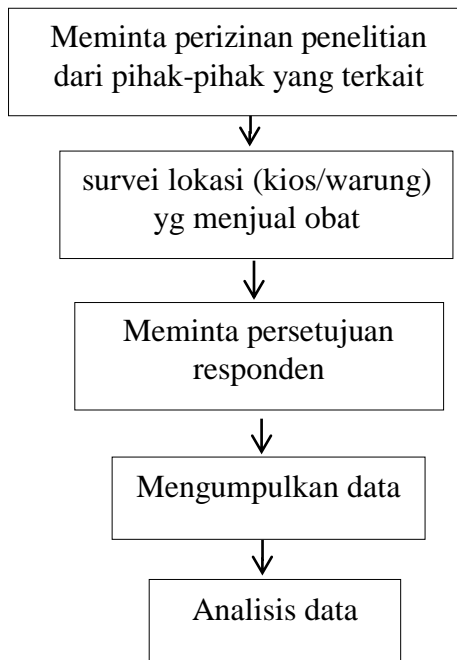 Meminta perizinan penelitian
dari pihak-pihak yang terkait
survei lokasi (kios/warung)
yg menjual obat
Meminta persetujuan
responden
Mengumpulkan data
Analisis data